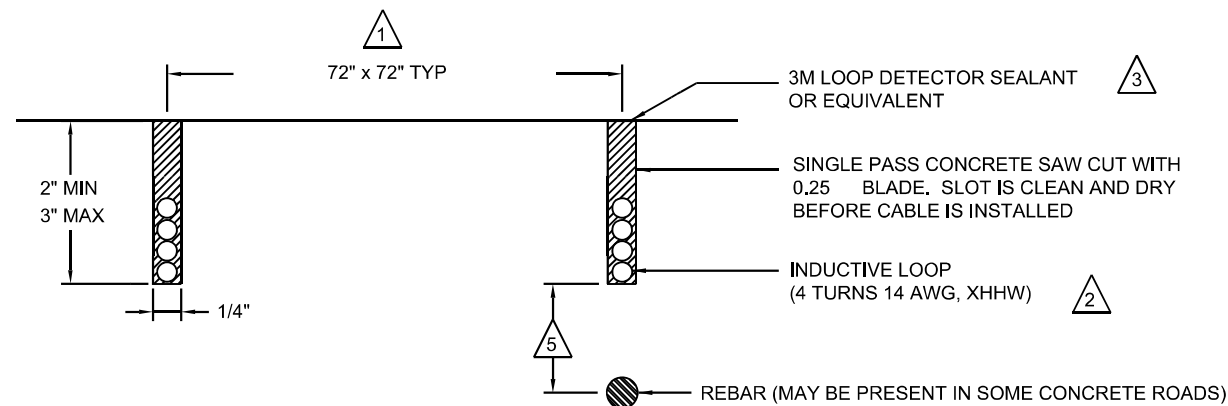 1
72" x 72" TYP
3M LOOP DETECTOR SEALANT
OR EQUIVALENT
3
SINGLE PASS CONCRETE SAW CUT WITH
0.25 BLADE. SLOT IS CLEAN AND DRY
BEFORE CABLE IS INSTALLED
2" MIN
3" MAX
INDUCTIVE LOOP
(4 TURNS 14 AWG, XHHW)
2
1/4"
5
REBAR (MAY BE PRESENT IN SOME CONCRETE ROADS)